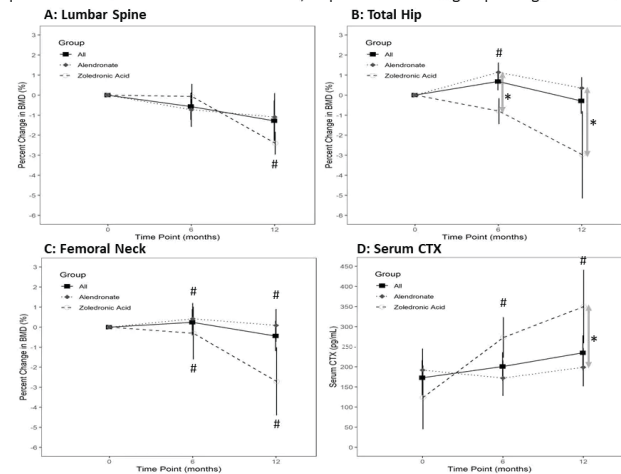 A: Lumbar Spine
Group
All
Alendronate
Zoledronic Acid
Percent Change in BMD (%)
3
2
1
0
-1
-2
-3
-4
-5
-6
#
0
6
12
Time Point (months)
B: Total Hip
Group
All
Alendronate
Zoledronic Acid
Percent Change in BMD (%)
3
2
1
0
-1
-2
-3
-4
-5
-6
#
*
*
0
6
12
Time Point (months)
C: Femoral Neck
Group
All
Alendronate
Zoledronic Acid
Percent Change in BMD (%)
3
2
1
0
-1
-2
-3
-4
-5
-6
#
#
#
#
0
6
12
Time Point (months)
D: Serum CTX
Group
All
Alendronate
Zoledronic Acid
Serum CTX (pg/mL)
450
400
350
300
250
200
150
100
50
0
#
#
*
0
6
12
Time Point (months)